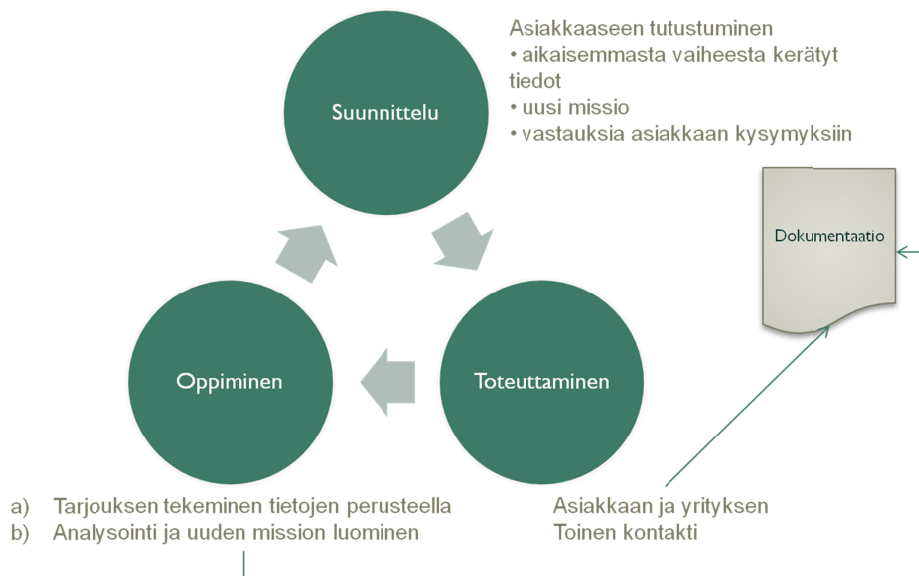 Suunnittelu
Asiakkaaseen tutustuminen
• aikaisemmasta vaiheesta kerätyt
tiedot
• uusi missio
• vastauksia asiakkaan kysymyksiin
Dokumentaatio
Oppiminen
Toteuttaminen
a) Tarjouksen tekeminen tietojen perusteella
b) Analysointi ja uuden mission luominen
Asiakkaan ja yrityksen
Toinen kontakti